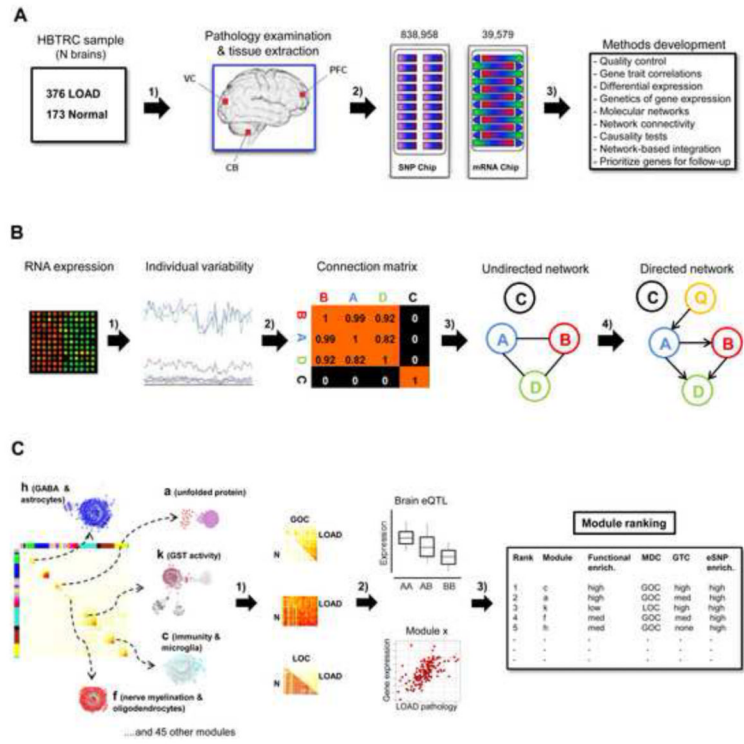 A
HBTRC sample
(N brains)
376 LOAD
173 Normal
1)
Pathology examination
& tissue extraction
VC
PFC
CB
2)
838,958
SNP Chip
39,579
mRNA Chip
3)
Methods development
- Quality control
- Gene trait correlations
- Differential expression
- Genetics of gene expression
- Molecular networks
- Network connectivity
- Causality tests
- Network-based integration
- Prioritize genes for follow-up
B
RNA expression
1)
Individual variability
2)
Connection matrix
B A D C
B 1 0.99 0.92 0
A 0.99 1 0.82 0
D 0.92 0.82 1 0
C 0 0 0 1
3)
Undirected network
C
A B
D
4)
Directed network
C Q
A B
D
C
h (GABA &
astrocytes)
a (unfolded protein)
k (GST activity)
c (immunity &
microglia)
f (nerve myelination &
oligodendrocytes)
....and 45 other modules
1)
GOC
LOAD
N
LOAD
N
LOC
LOAD
N
2)
Brain eQTL
Expression
AA AB BB
Module x
Gene expression
LOAD pathology
3)
Module ranking
Rank Module Functional enrich. MDC GTC eSNP enrich.
1 c high GOC high high
2 a high GOC med high
3 k low LOC high high
4 f med GOC med high
5 h med GOC none high
- - - - - -
- - - - - -
- - - - - -